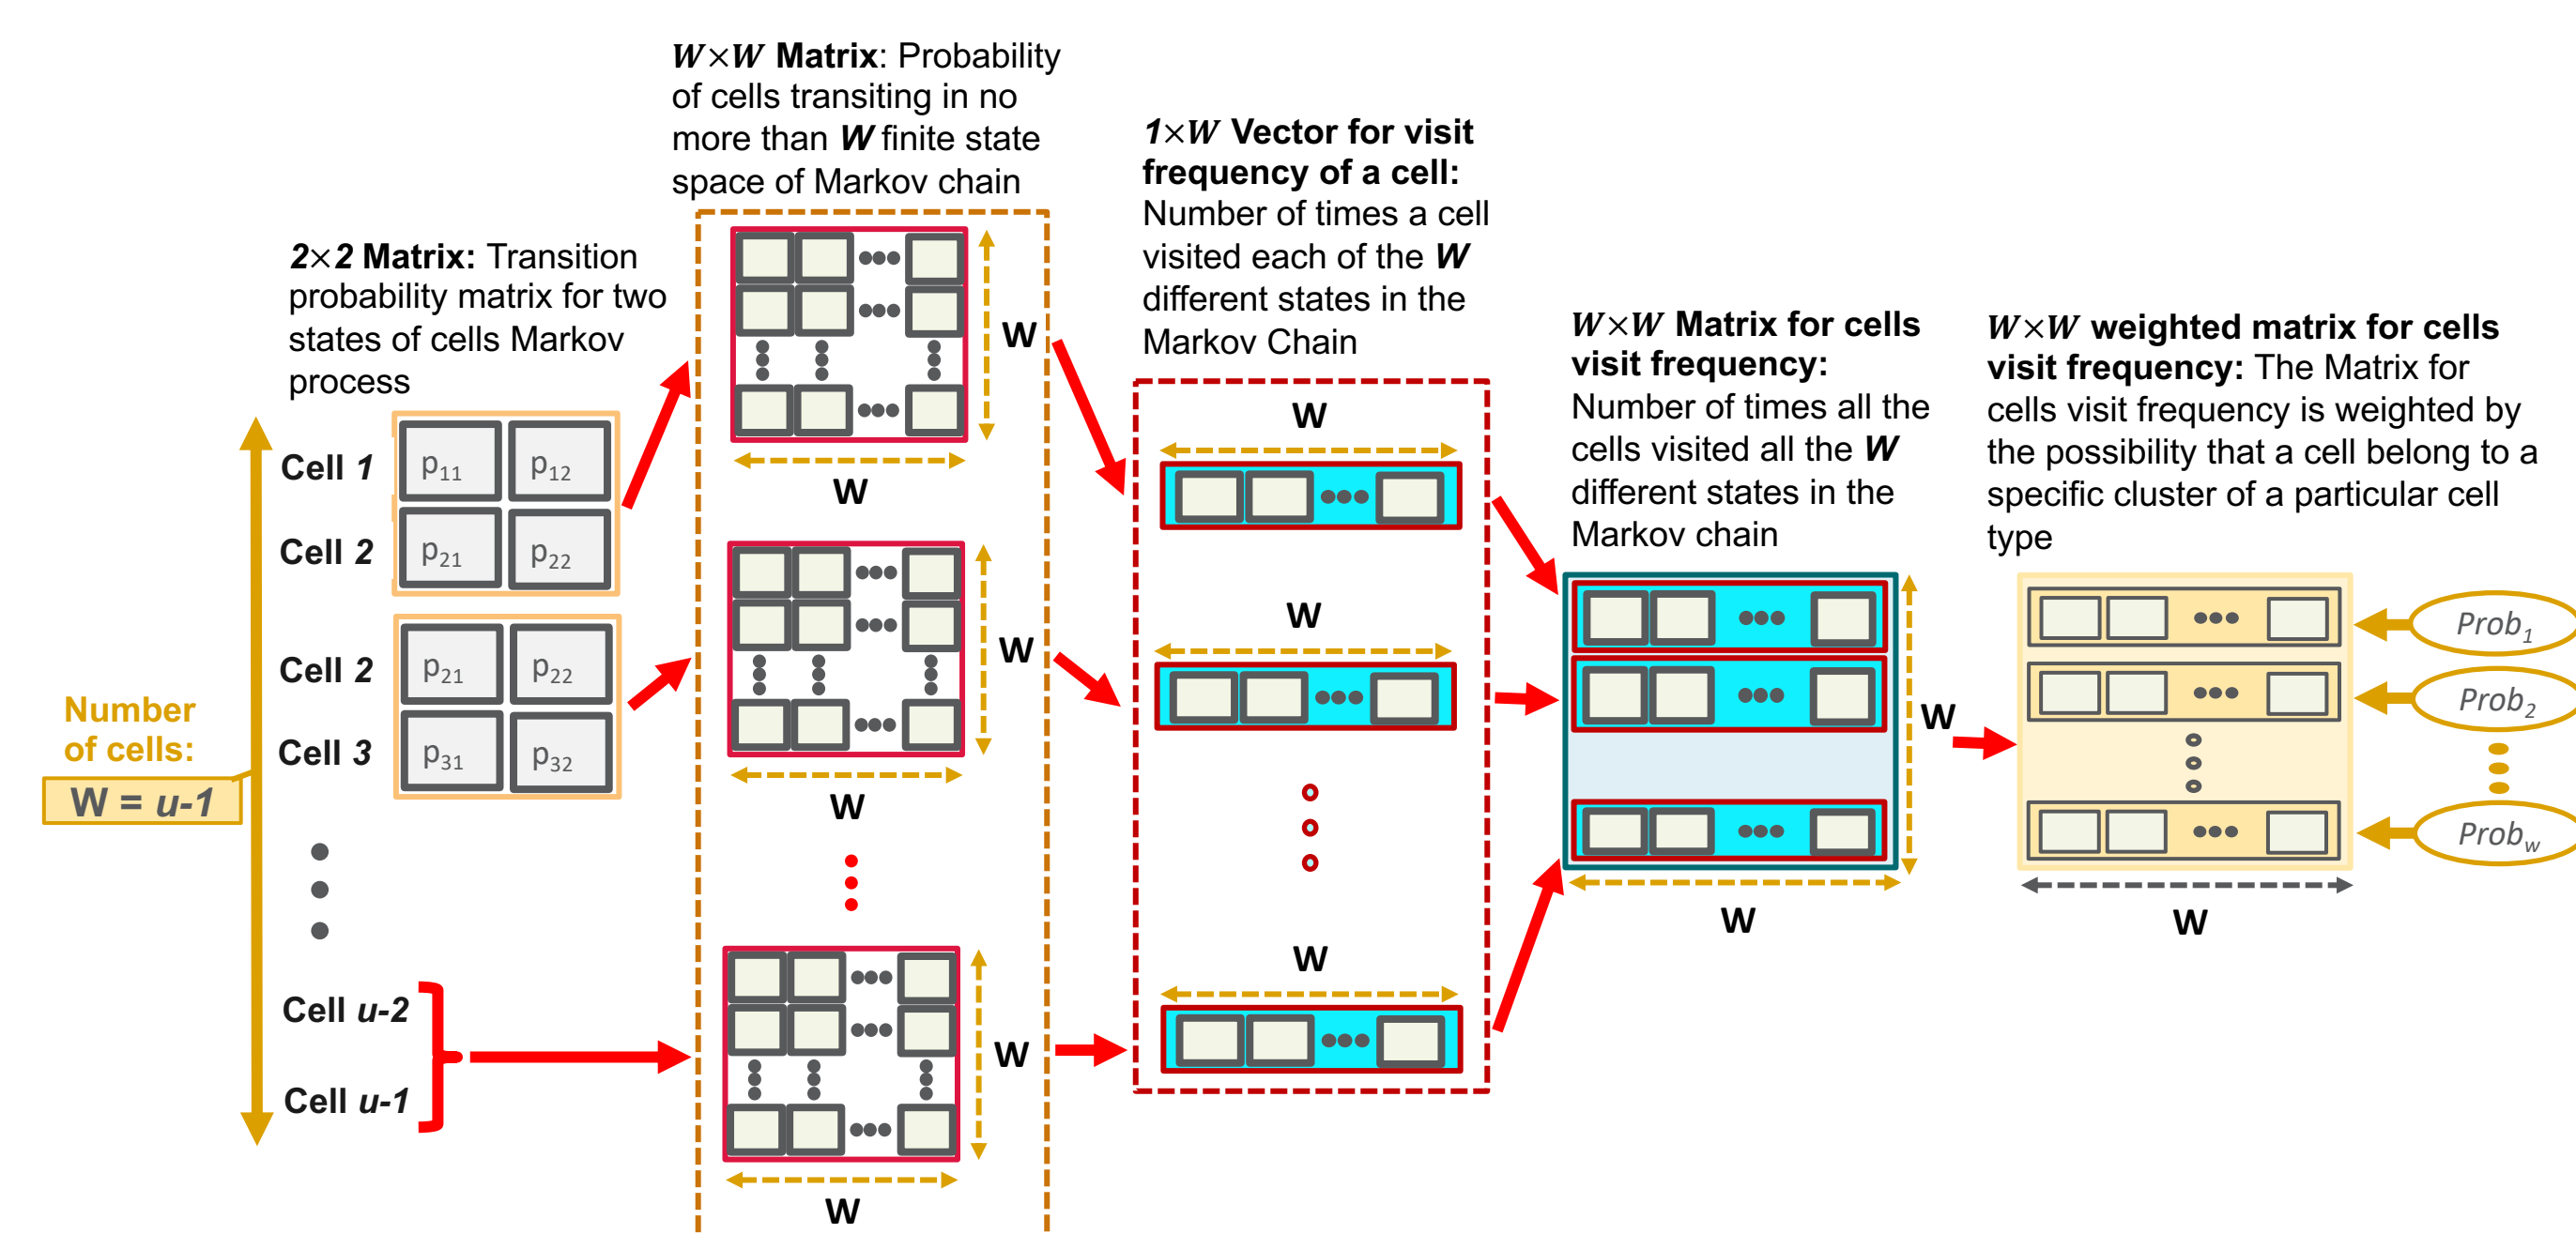 W×W Matrix: Probability
of cells transiting in no
more than W finite state
space of Markov chain
1×W Vector for visit
frequency of a cell:
Number of times a cell
visited each of the W
different states in the
Markov Chain
2×2 Matrix: Transition
probability matrix for two
states of cells Markov
process
W×W Matrix for cells
visit frequency:
Number of times all the
cells visited all the W
different states in the
Markov chain
W×W weighted matrix for cells
visit frequency: The Matrix for
cells visit frequency is weighted by
the possibility that a cell belong to a
specific cluster of a particular cell
type
Number
of cells:
W = u-1
Cell 1
p11 p12
Cell 2
p21 p22
Cell 2
p21 p22
Cell 3
p31 p32
Cell u-2
Cell u-1
W
W
W
W
W
W
W
W
W
W
W
W
Prob1
Prob2
Probw